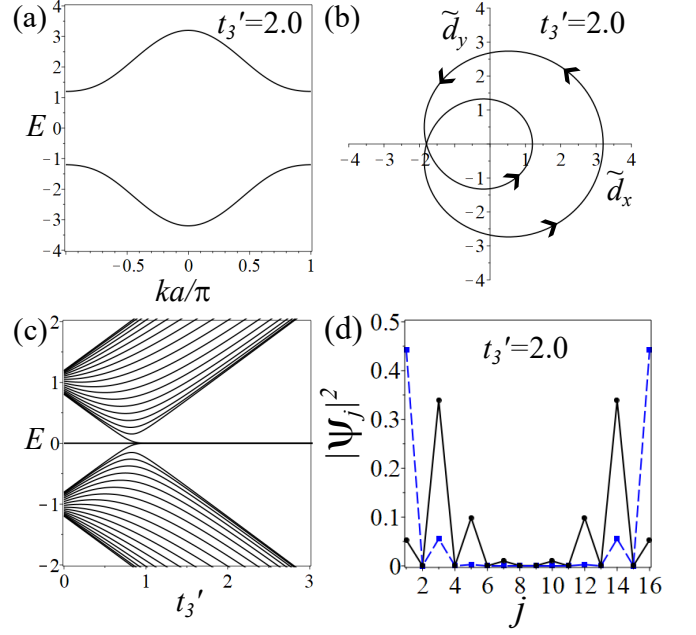 (a)
t₃'=2.0
4
3
2
1
E 0
−1
−2
−3
−4
−0.5 0 0.5 1
ka/π
(b)
d̃y t₃'=2.0
4
3
2
1
−4 −3 −2 −1 0 1 2 3 4
−1
−2
−3
−4
d̃x
(c)
2
1
E 0
−1
−2
0 1 2 3
t₃'
(d)
t₃'=2.0
0.5
0.4
0.3
0.2
0.1
0
|Ψj|²
2 4 6 8 10 12 14 16
j